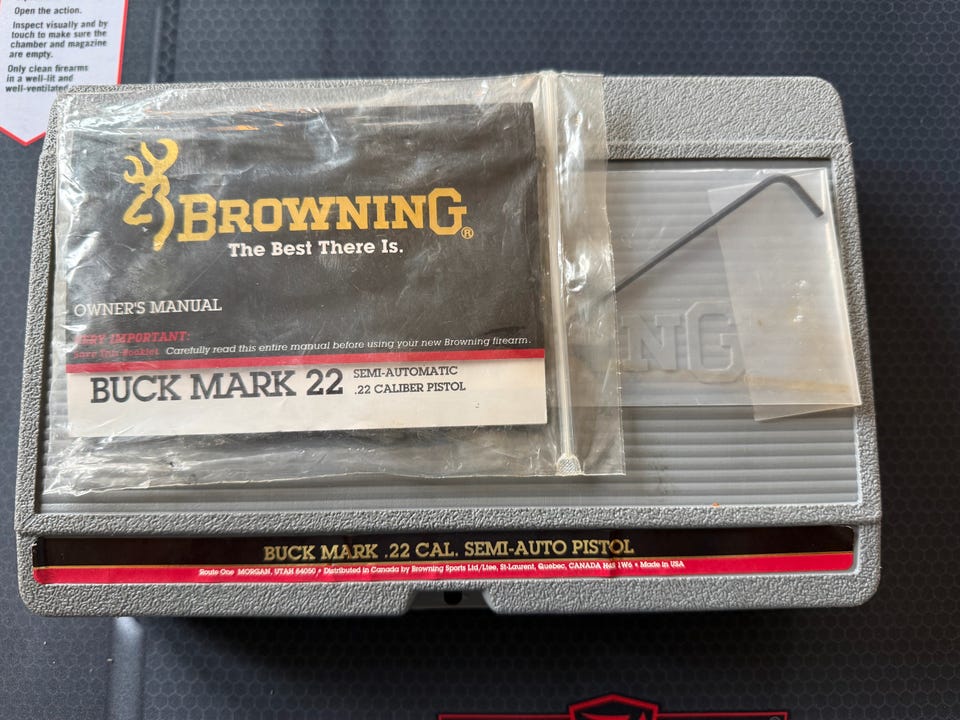 Open the action.
Inspect visually and by
touch to make sure the
chamber and magazine
are empty.
Only clean firearms
in a well-lit and
well-ventilated
BROWNING®
The Best There Is.
OWNER'S MANUAL
VERY IMPORTANT:
Save This Booklet Carefully read this entire manual before using your new Browning firearm.
BUCK MARK 22 SEMI-AUTOMATIC
.22 CALIBER PISTOL
NING
BUCK MARK .22 CAL. SEMI-AUTO PISTOL
Route One MORGAN, UTAH 84050 • Distributed in Canada by Browning Sports Ltd./Ltee, St-Laurent, Quebec, CANADA H4S 1W6 • Made in USA